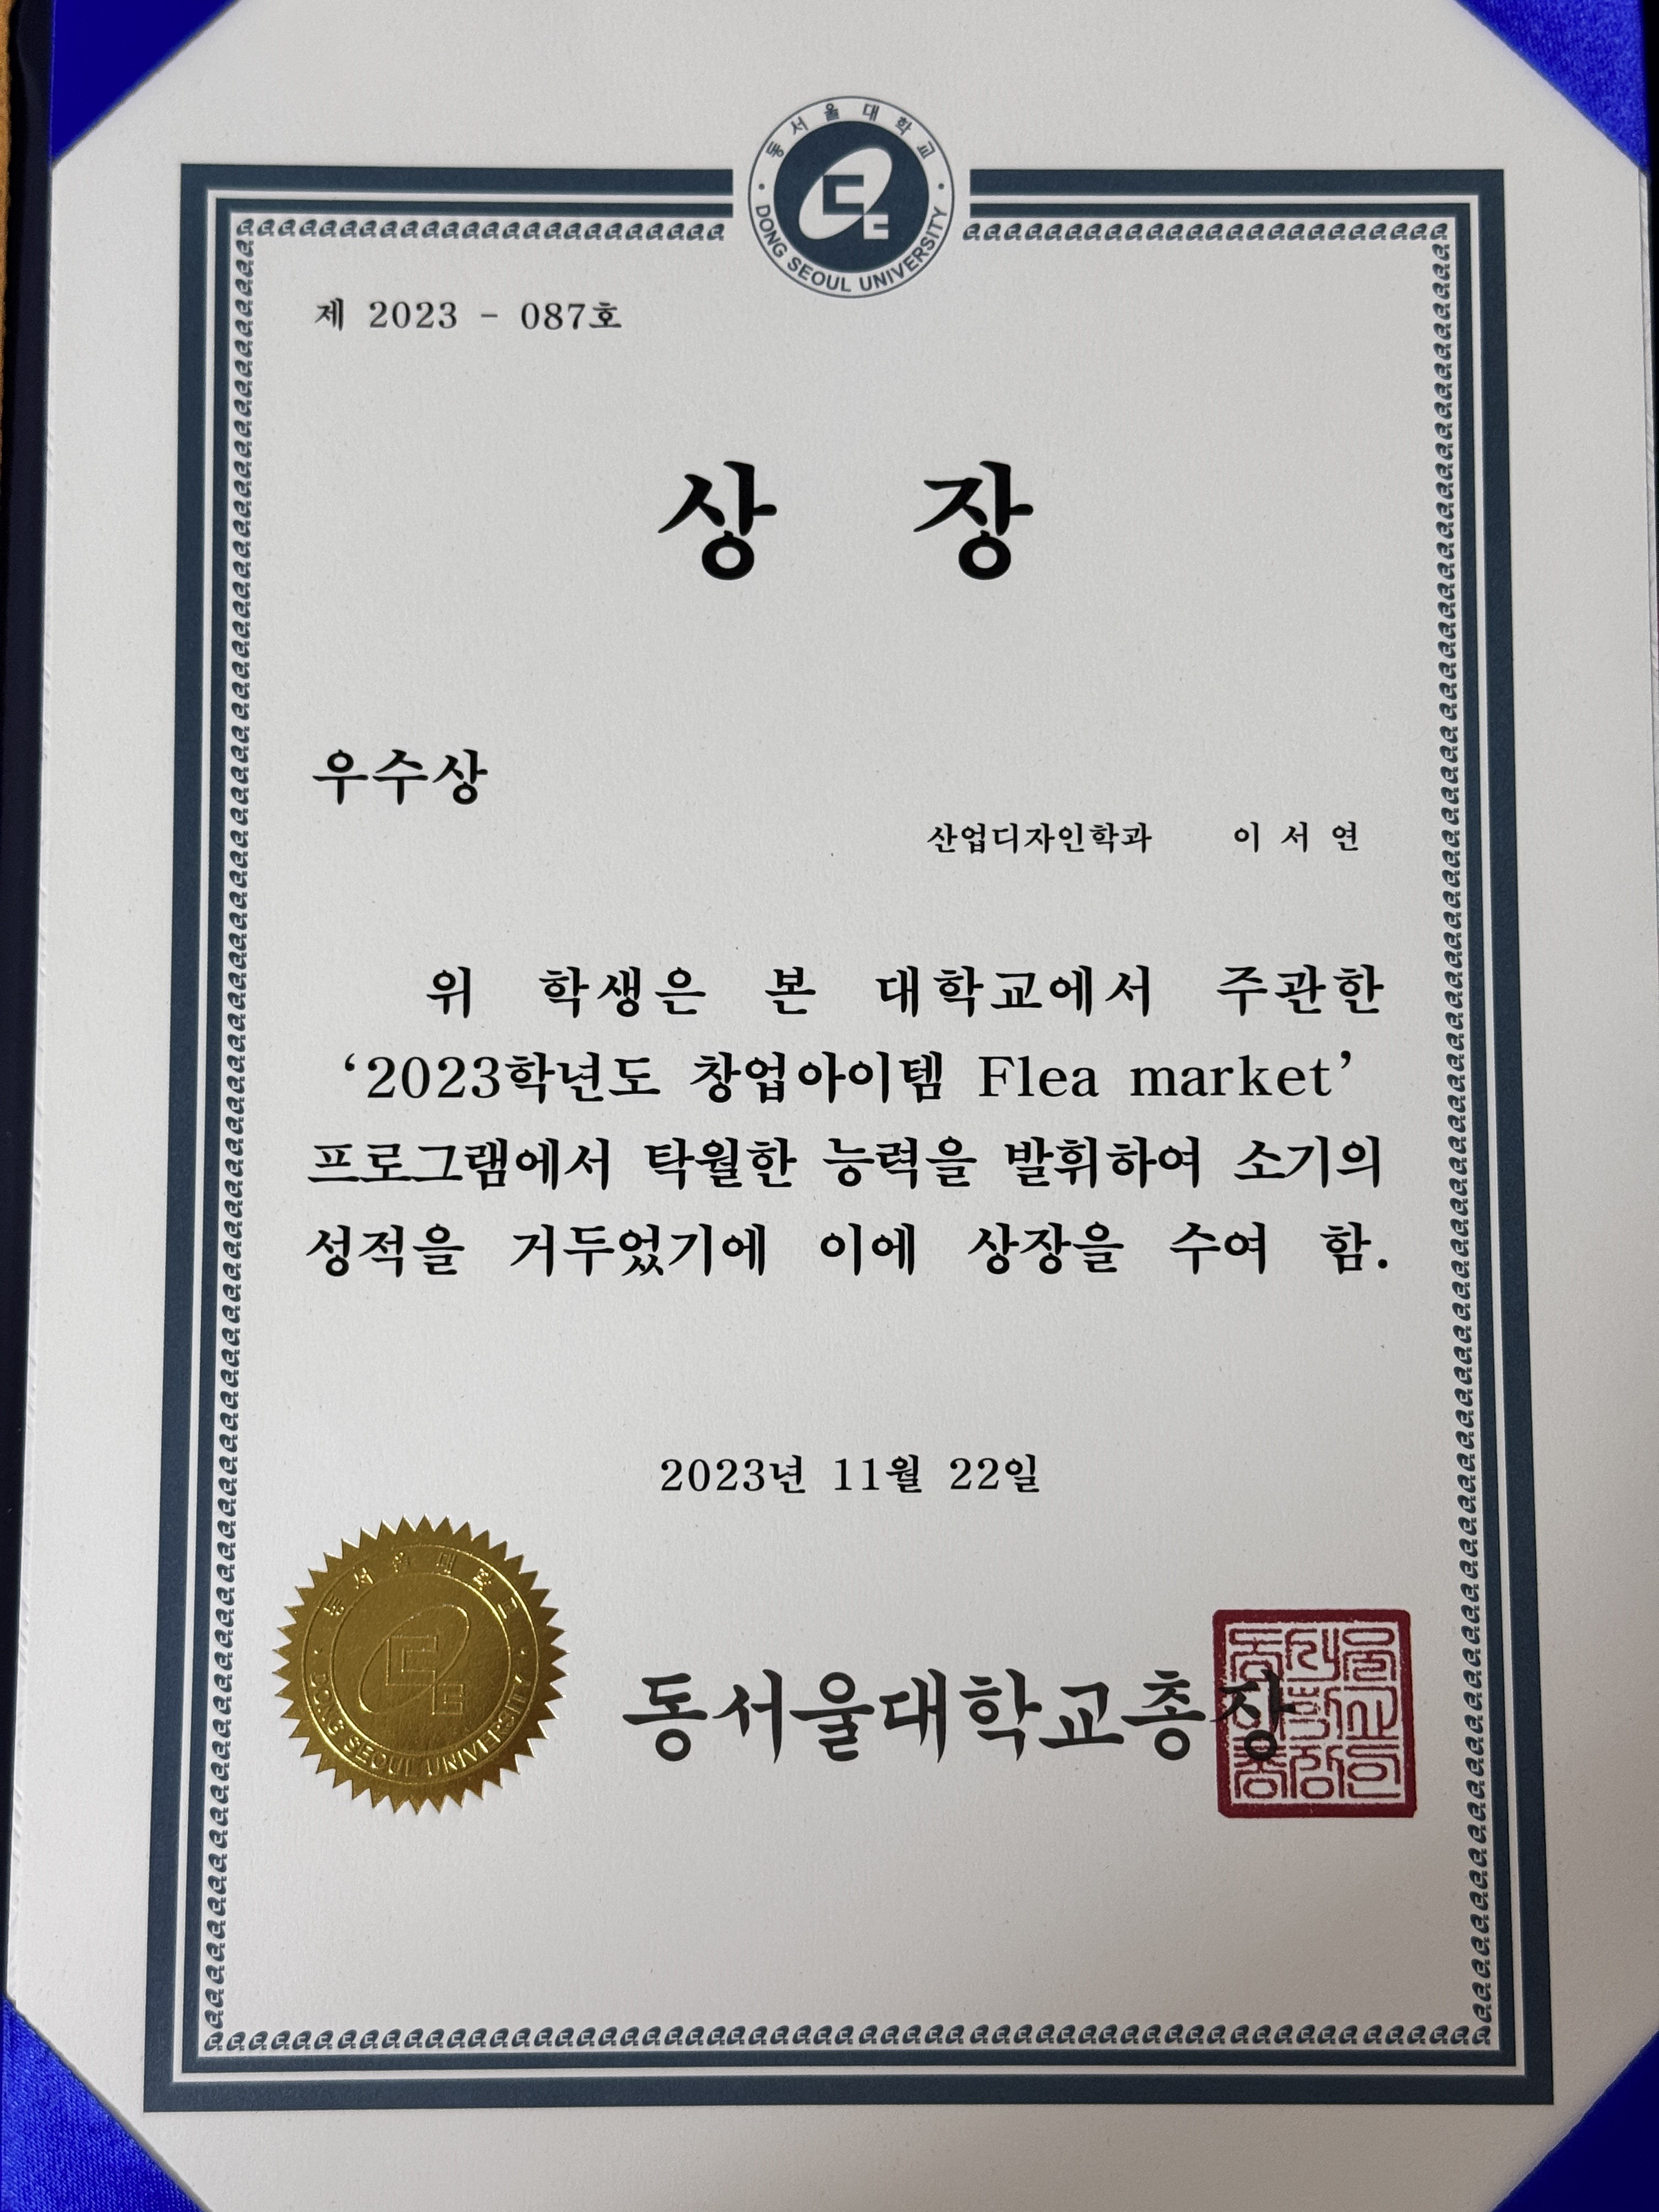 동서울대학교
DONG SEOUL UNIVERSITY
제 2023 - 087호
상 장
우수상
산업디자인학과 이 서 연
위 학생은 본 대학교에서 주관한
‘2023학년도 창업아이템 Flea market’
프로그램에서 탁월한 능력을 발휘하여 소기의
성적을 거두었기에 이에 상장을 수여 함.
2023년 11월 22일
동서울대학교
DONG SEOUL UNIVERSITY
동서울대학교총장